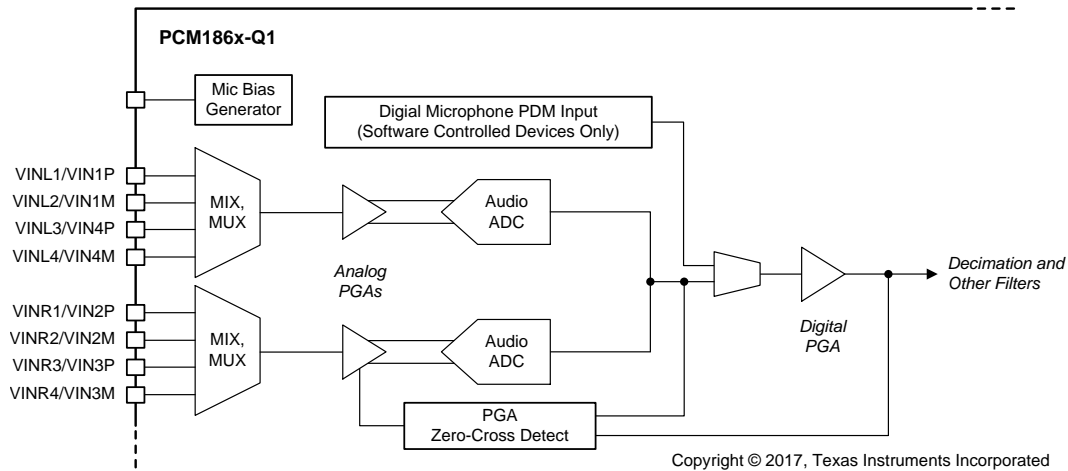 PCM186x-Q1
Mic Bias
Generator
Digial Microphone PDM Input
(Software Controlled Devices Only)
VINL1/VIN1P
VINL2/VIN1M
VINL3/VIN4P
VINL4/VIN4M
MIX,
MUX
Audio
ADC
Analog
PGAs
Decimation and
Other Filters
Digital
PGA
VINR1/VIN2P
VINR2/VIN2M
VINR3/VIN3P
VINR4/VIN3M
MIX,
MUX
Audio
ADC
PGA
Zero-Cross Detect
Copyright © 2017, Texas Instruments Incorporated